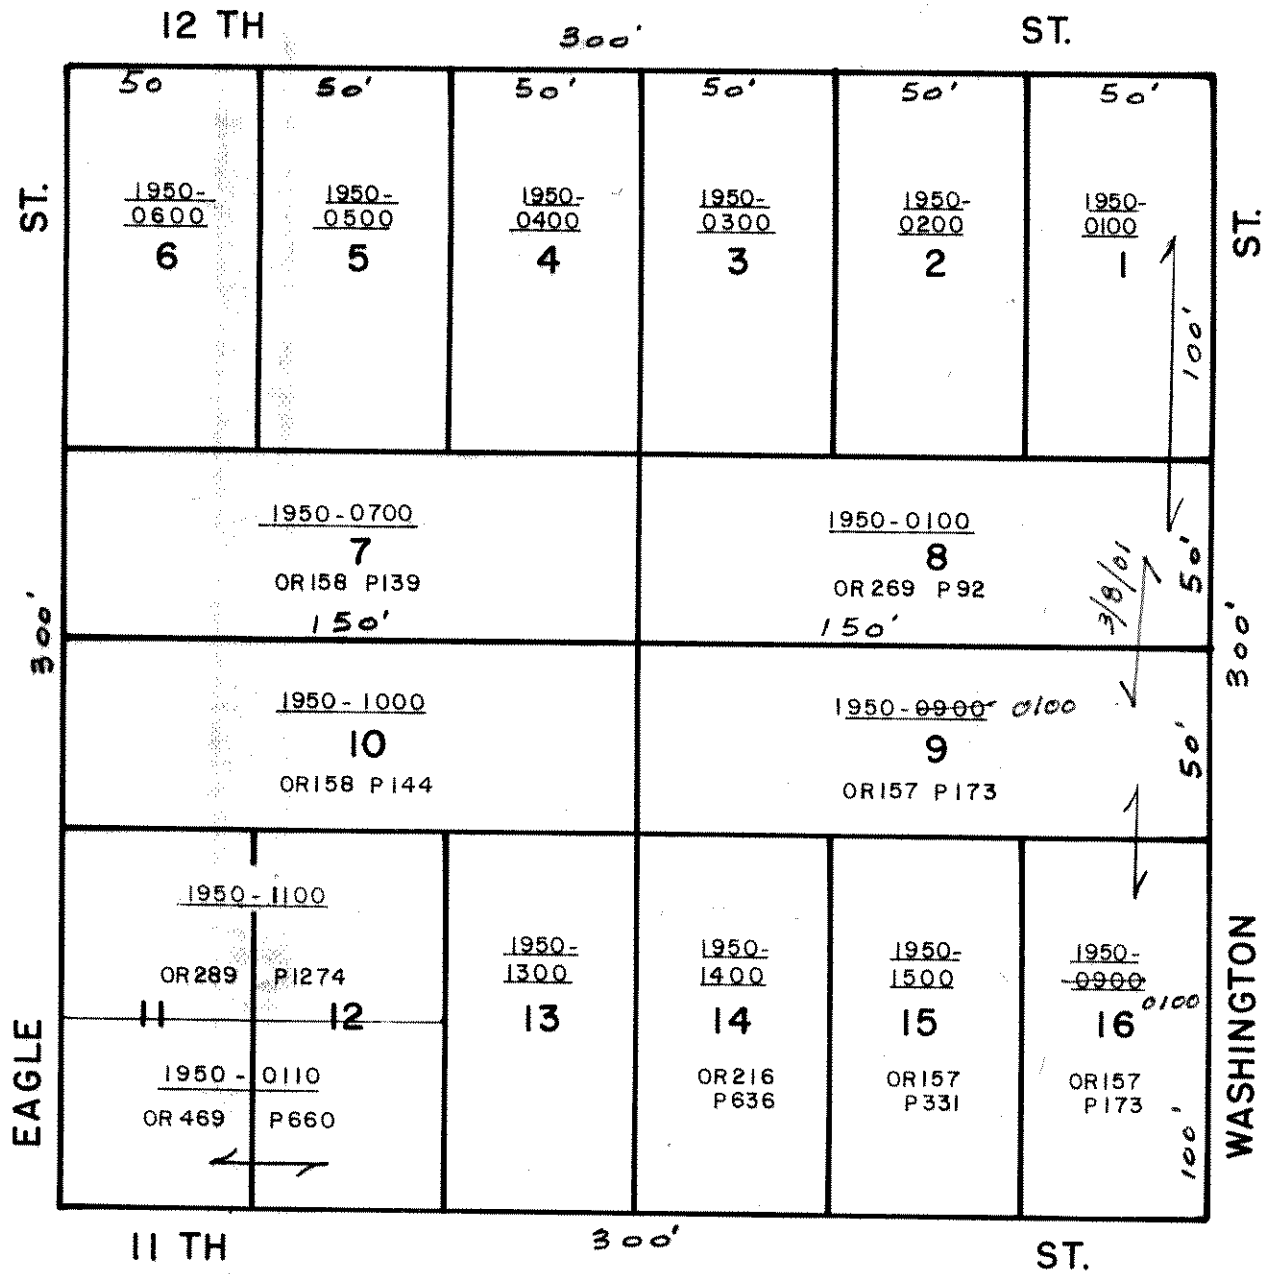 12 TH 300' ST.
50 50' 50' 50' 50' 50'
ST.
ST.
1950- 1950- 1950- 1950- 1950- 1950-
0600 0500 0400 0300 0200 0100
6 5 4 3 2 1
100'
1950-0700
7
OR158 P139
150'
1950-0100
8
OR269 P92
150'
3/8/01
50'
300'
300'
1950-1000
10
OR158 P144
1950-0900 0100
9
OR157 P173
50'
1950-1100
OR289 P1274
11 12
1950-0110
OR469 P660
1950-
1300
13
1950-
1400
14
OR216
P636
1950-
1500
15
OR157
P331
1950-
0900
0100
16
OR157
P173
100'
EAGLE
WASHINGTON
11 TH 300' ST.